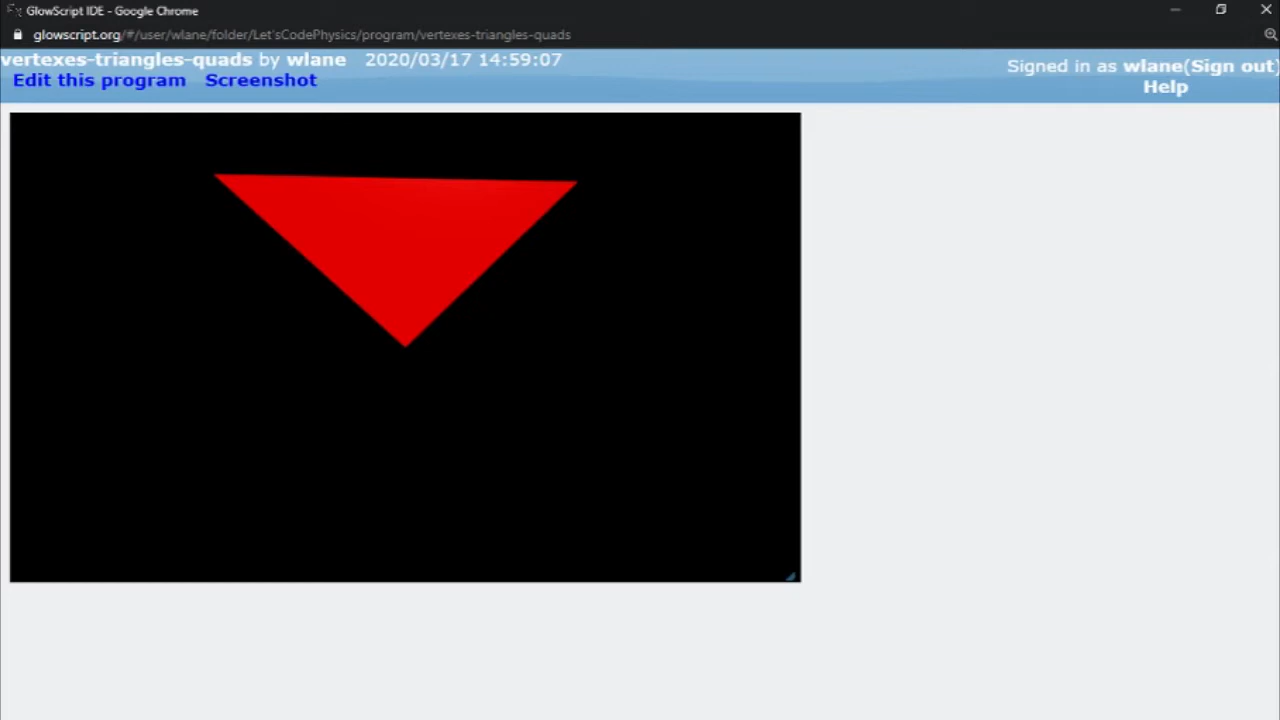 GlowScript IDE - Google Chrome
glowscript.org/#/user/wlane/folder/Let'sCodePhysics/program/vertexes-triangles-quads
vertexes-triangles-quads by wlane 2020/03/17 14:59:07
Signed in as wlane(Sign out)
Edit this program Screenshot
Help